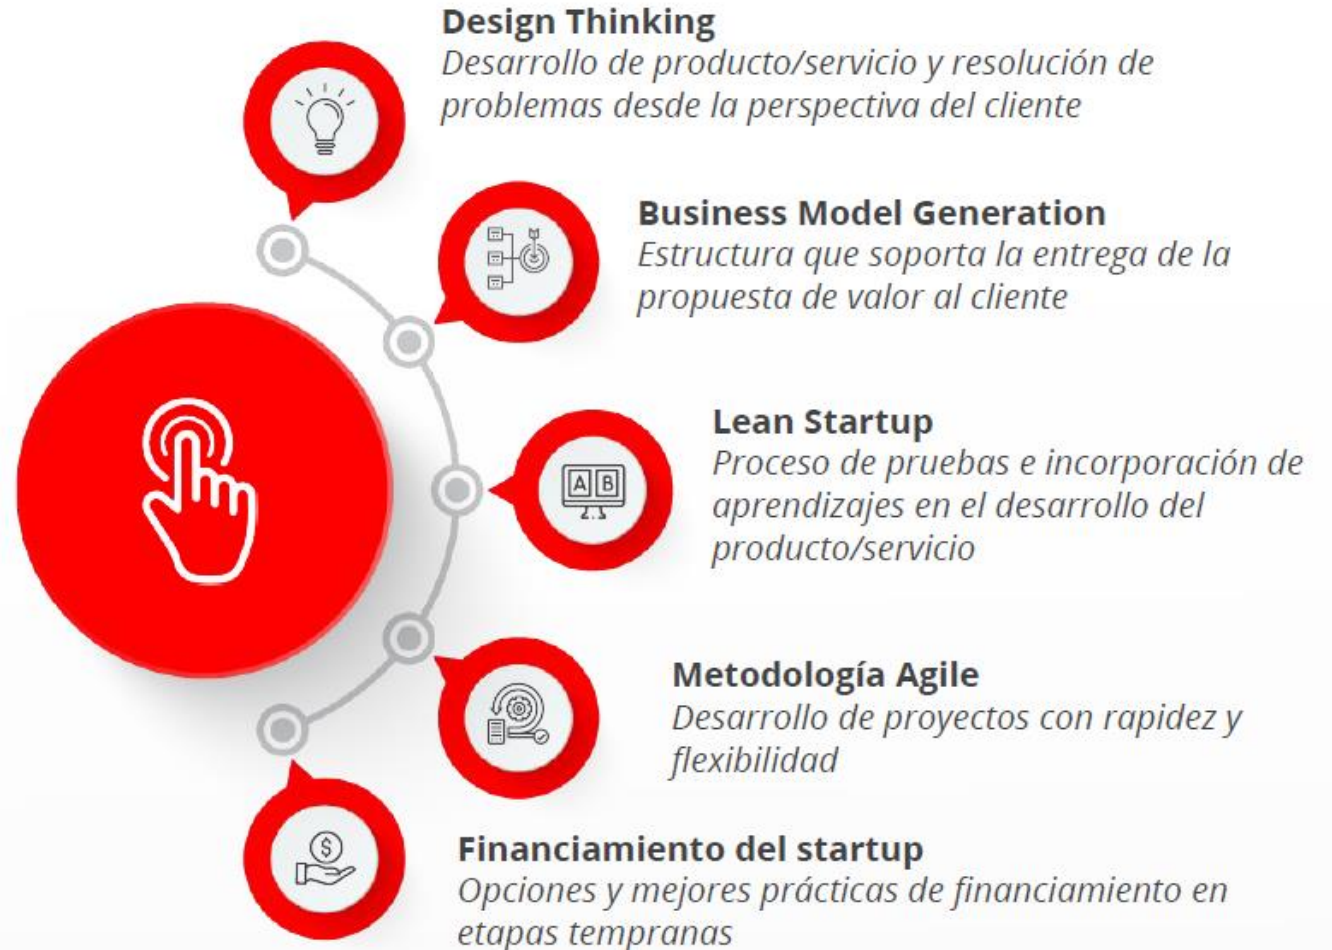 Design Thinking
Desarrollo de producto/servicio y resolución de
problemas desde la perspectiva del cliente
Business Model Generation
Estructura que soporta la entrega de la
propuesta de valor al cliente
A B
Lean Startup
Proceso de pruebas e incorporación de
aprendizajes en el desarrollo del
producto/servicio
Metodología Agile
Desarrollo de proyectos con rapidez y
flexibilidad
$
Financiamiento del startup
Opciones y mejores prácticas de financiamiento en
etapas tempranas